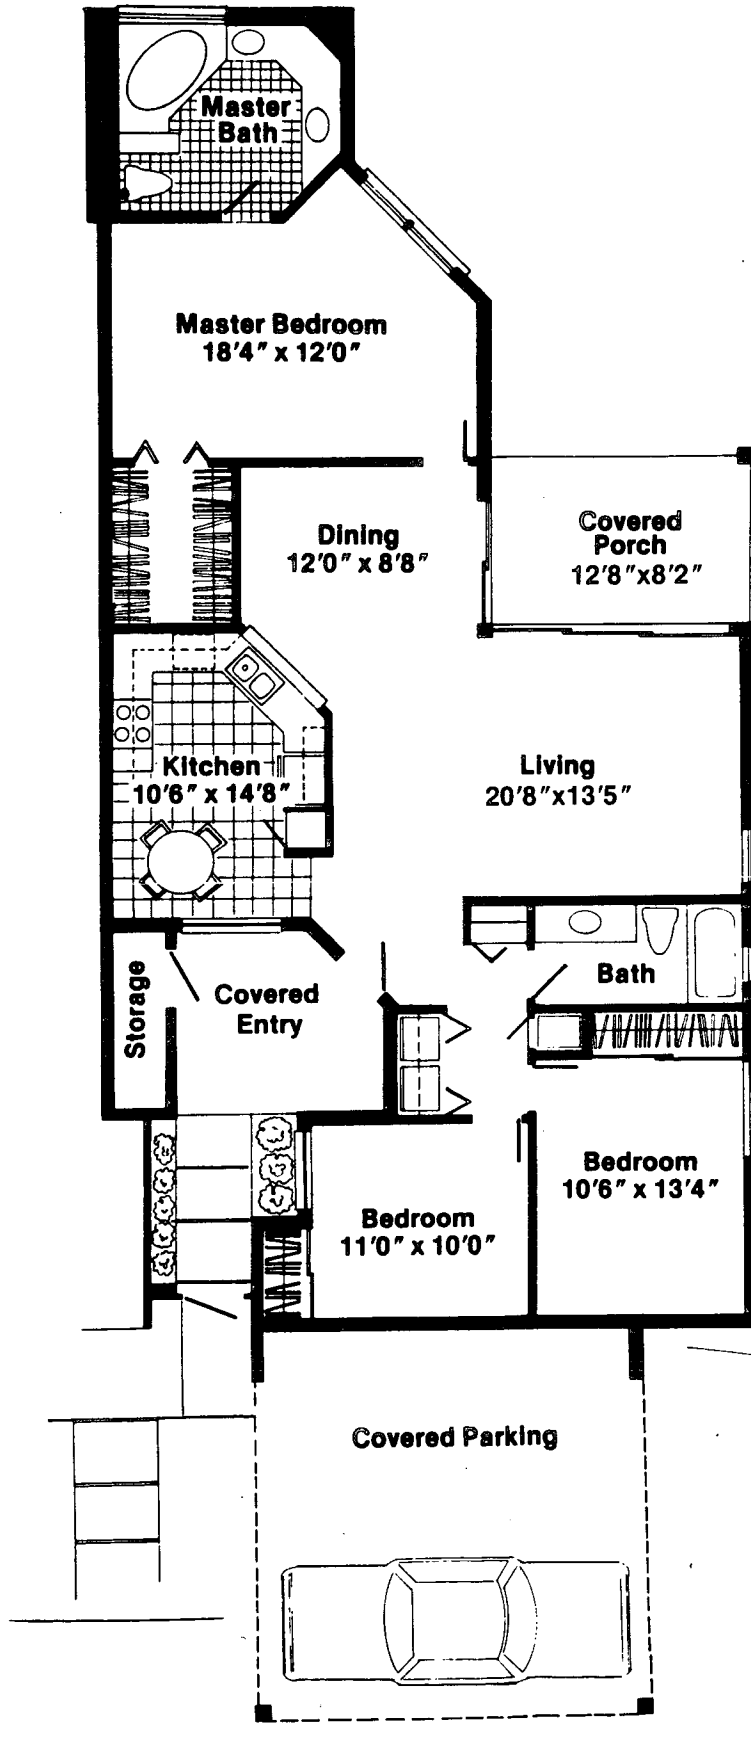 Master
Bath
Master Bedroom
18'4" x 12'0"
Dining
12'0" x 8'8"
Covered
Porch
12'8"x8'2"
Kitchen
10'6" x 14'8"
Living
20'8"x13'5"
Storage
Covered
Entry
Bath
Bedroom
10'6" x 13'4"
Bedroom
11'0" x 10'0"
Covered Parking